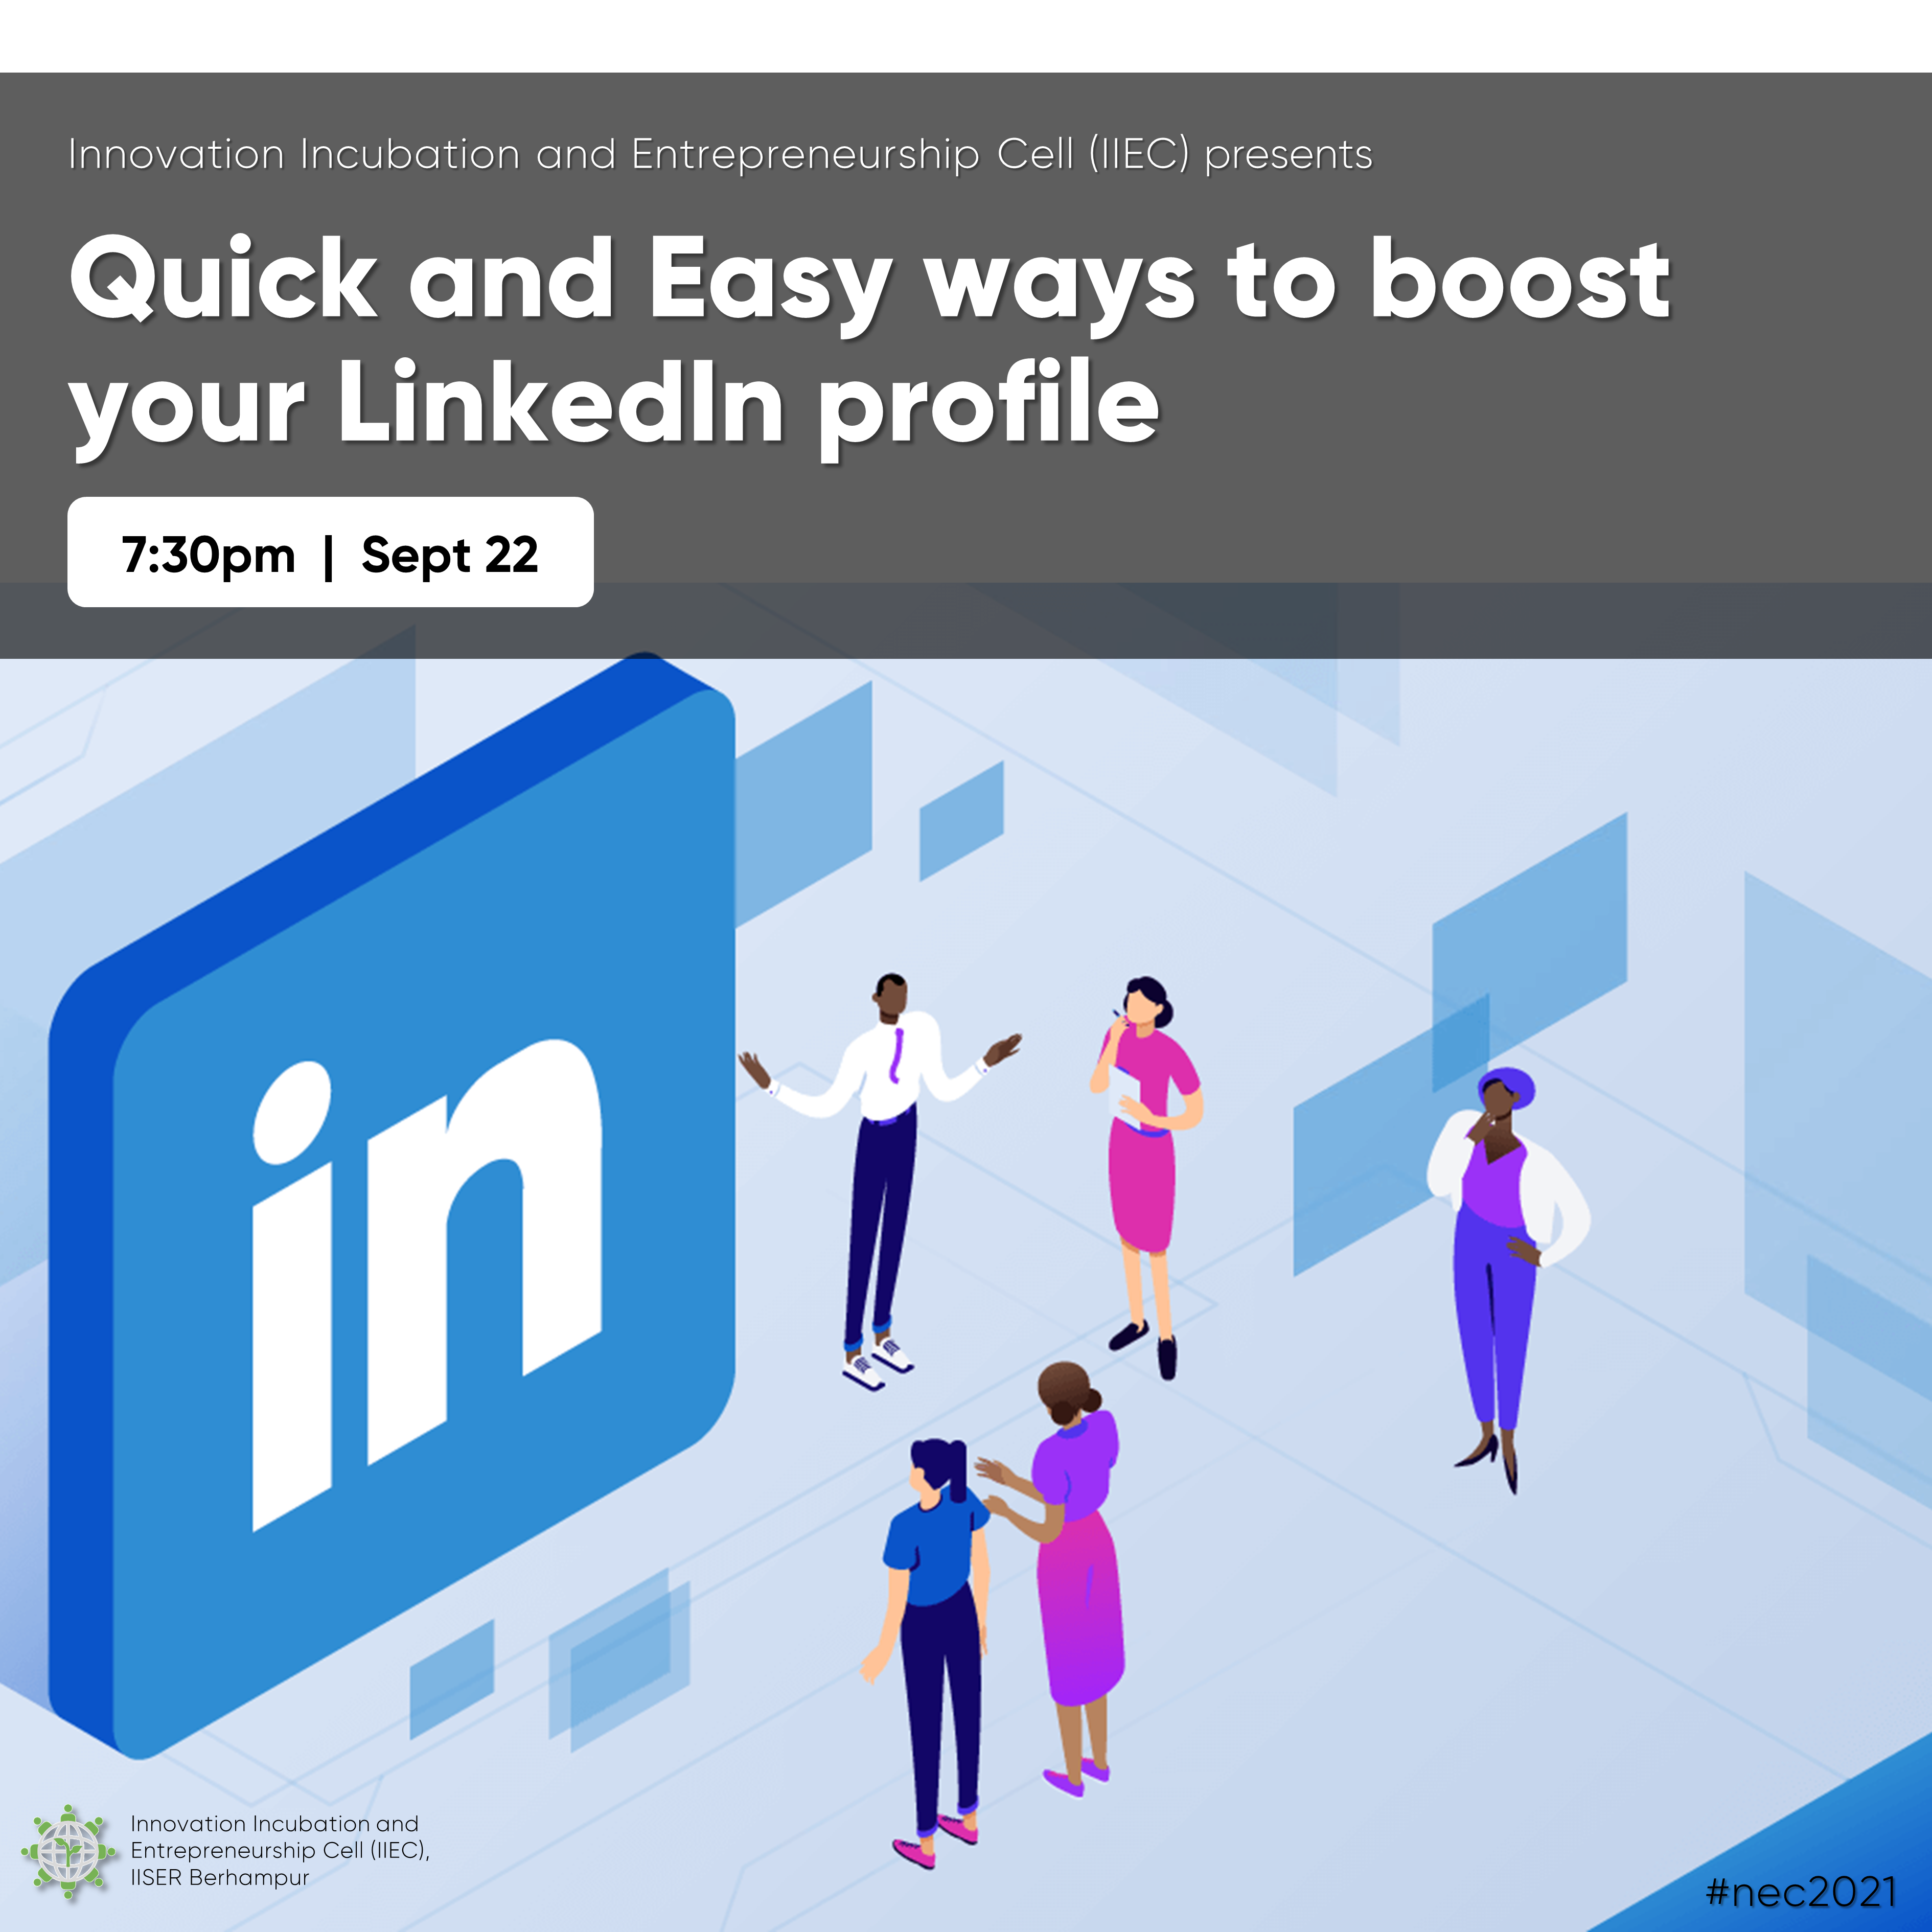 Innovation Incubation and Entrepreneurship Cell (IIEC) presents
Quick and Easy ways to boost
your LinkedIn profile
7:30pm | Sept 22
in
Innovation Incubation and
Entrepreneurship Cell (IIEC),
IISER Berhampur
#nec2021